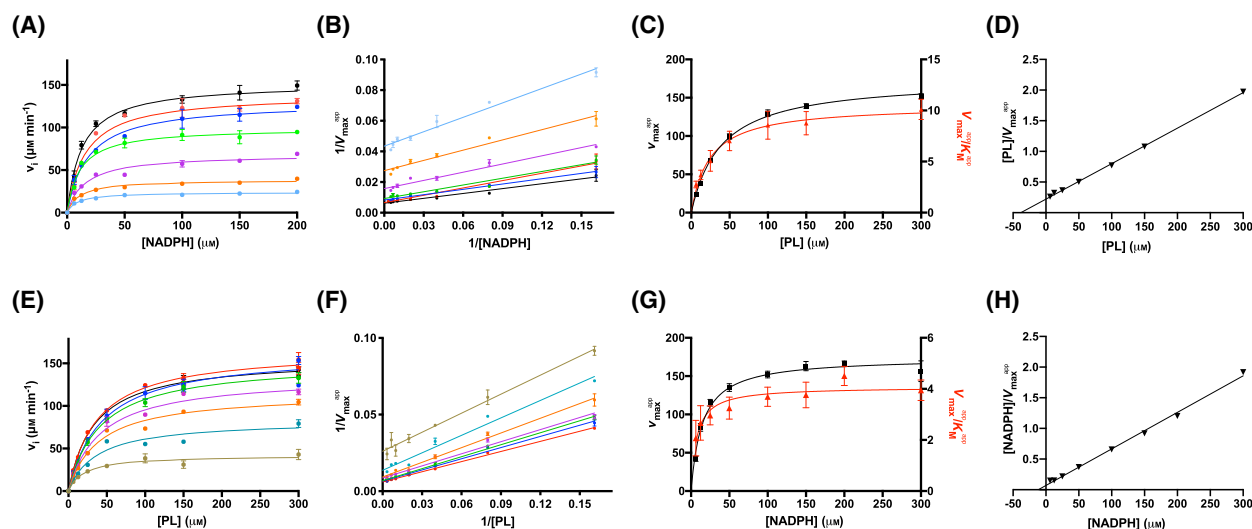 (A)
v_i (μM min⁻¹)
150
100
50
0
0 50 100 150 200
[NADPH] (μM)
(B)
1/V_max^app
0.10
0.08
0.06
0.04
0.02
0.00
0.00 0.03 0.06 0.09 0.12 0.15
1/[NADPH]
(C)
v_max^app
200
150
100
50
0
0 50 100 150 200 250 300
[PL] (μM)
15
10
5
0
V_max^app/K_M^app
(D)
[PL]/V_max^app
2.5
2.0
1.5
1.0
0.5
0.0
-50 0 50 100 150 200 250 300
[PL] (μM)
(E)
v_i (μM min⁻¹)
150
100
50
0
0 50 100 150 200 250 300
[PL] (μM)
(F)
1/V_max^app
0.10
0.05
0.00
0.00 0.03 0.06 0.09 0.12 0.15
1/[PL]
(G)
v_max^app
200
150
100
50
0
0 50 100 150 200 250 300
[NADPH] (μM)
6
4
2
0
V_max^app/K_M^app
(H)
[NADPH]/V_max^app
2.5
2.0
1.5
1.0
0.5
0.0
-50 0 50 100 150 200 250 300
[NADPH] (μM)